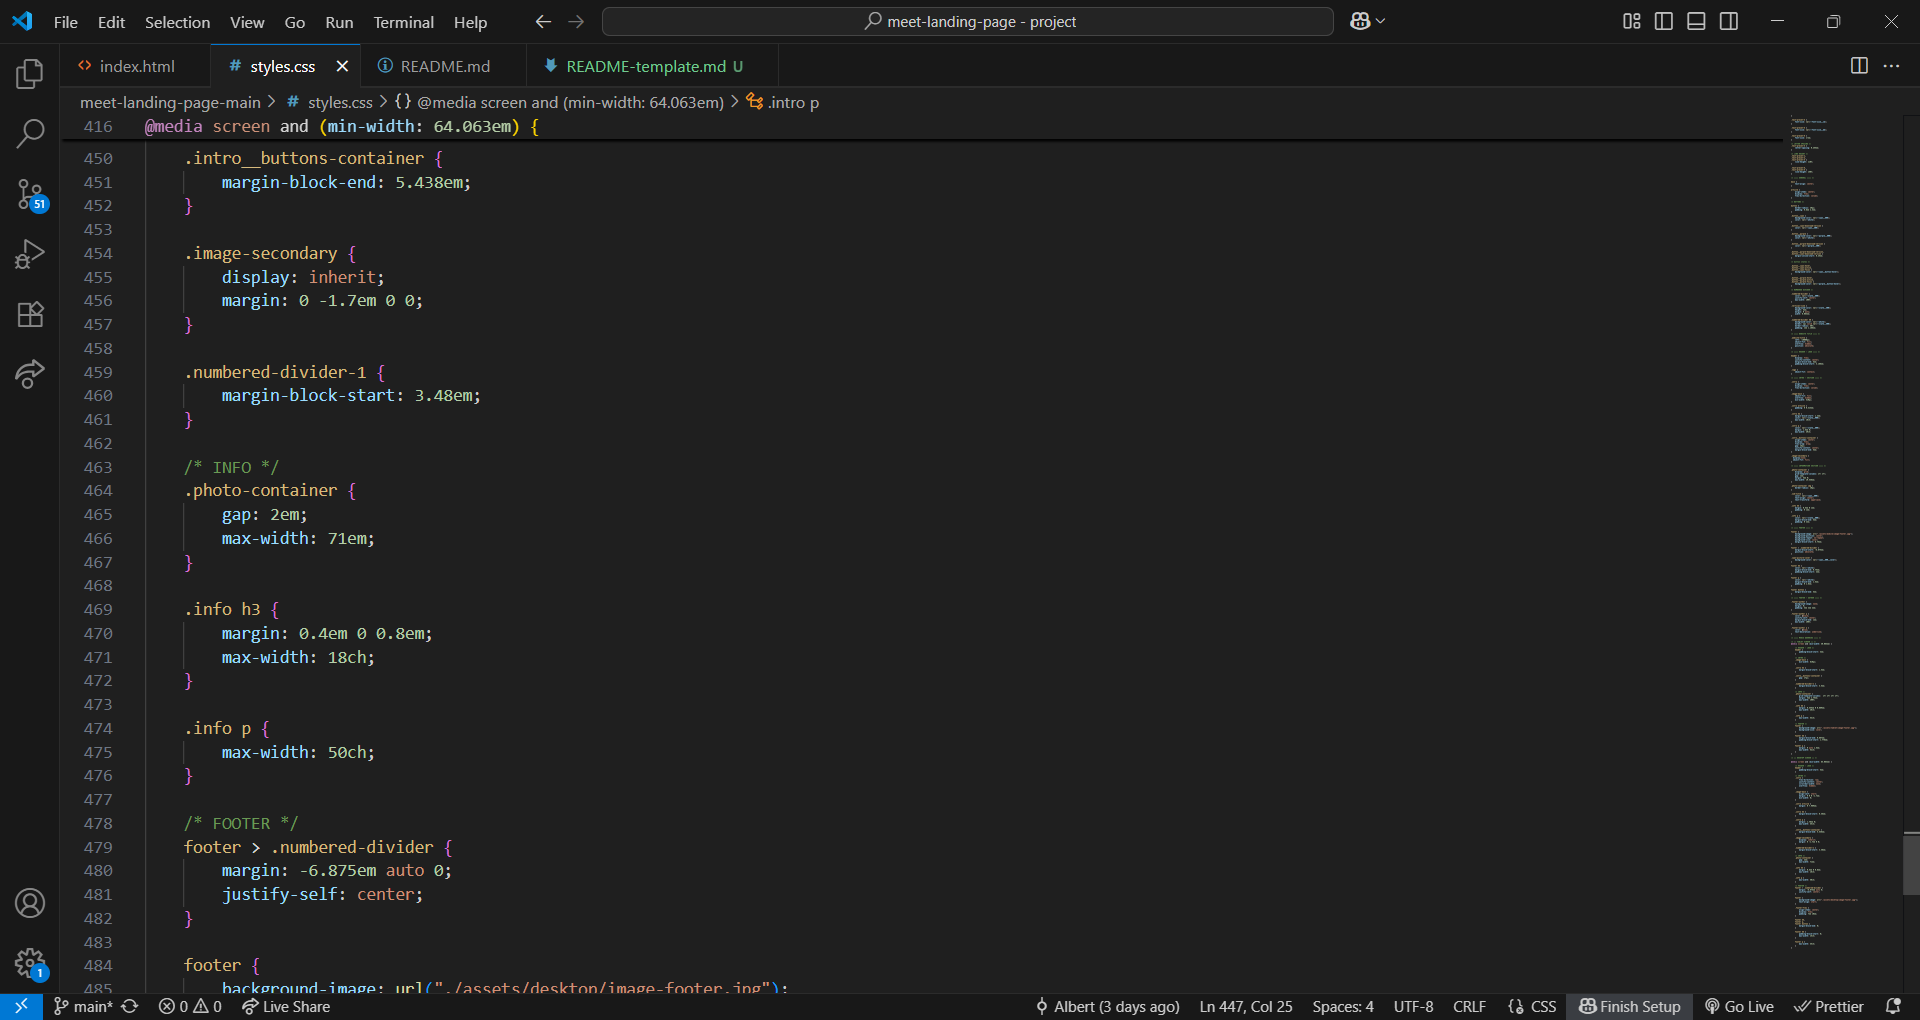 File Edit Selection View Go Run Terminal Help
meet-landing-page - project
index.html
# styles.css
README.md
README-template.md U
meet-landing-page-main > # styles.css > {} @media screen and (min-width: 64.063em) > .intro p
416 @media screen and (min-width: 64.063em) {
450 .intro__buttons-container {
451 margin-block-end: 5.438em;
452 }
453
454 .image-secondary {
455 display: inherit;
456 margin: 0 -1.7em 0 0;
457 }
458
459 .numbered-divider-1 {
460 margin-block-start: 3.48em;
461 }
462
463 /* INFO */
464 .photo-container {
465 gap: 2em;
466 max-width: 71em;
467 }
468
469 .info h3 {
470 margin: 0.4em 0 0.8em;
471 max-width: 18ch;
472 }
473
474 .info p {
475 max-width: 50ch;
476 }
477
478 /* FOOTER */
479 footer > .numbered-divider {
480 margin: -6.875em auto 0;
481 justify-self: center;
482 }
483
484 footer {
485 background-image: url("./assets/desktop/image-footer.jpg");
51
1
main* 0 0 Live Share Albert (3 days ago) Ln 447, Col 25 Spaces: 4 UTF-8 CRLF {} CSS Finish Setup Go Live Prettier